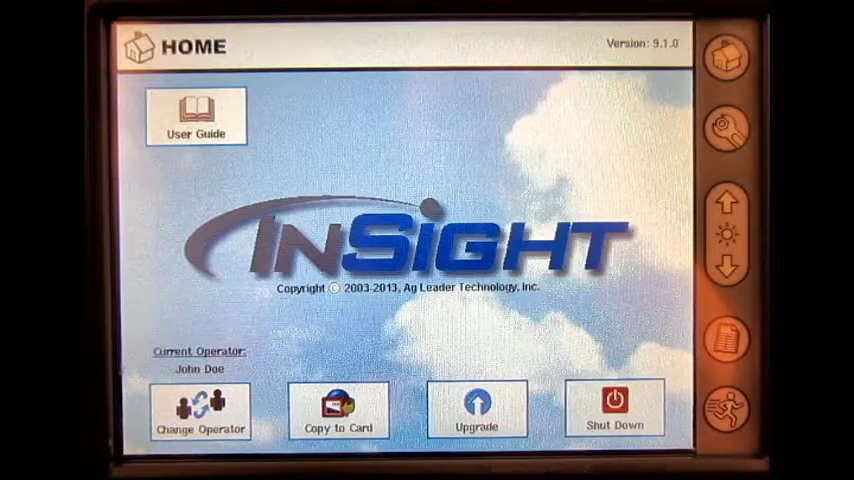 HOME
Version: 9.1.0
User Guide
INSIGHT
Copyright © 2003-2013, Ag Leader Technology, Inc.
Current Operator:
John Doe
Change Operator
Copy to Card
Upgrade
Shut Down